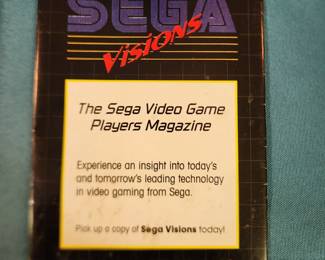 SEGA
Visions
The Sega Video Game
Players Magazine
Experience an insight into today's
and tomorrow's leading technology
in video gaming from Sega.
Pick up a copy of Sega Visions today!